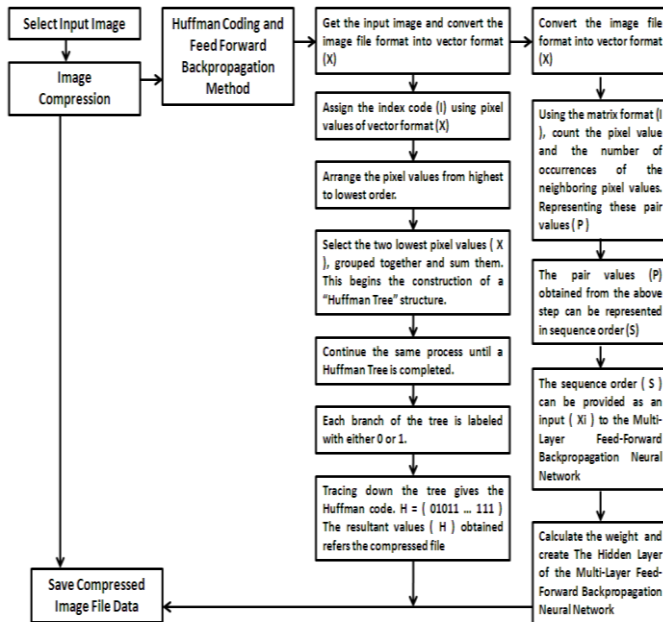 Select Input Image
Image
Compression
Huffman Coding and
Feed Forward
Backpropagation
Method
Get the input image and convert the
image file format into vector format
(X)
Assign the index code (I) using pixel
values of vector format (X)
Arrange the pixel values from highest
to lowest order.
Select the two lowest pixel values ( X
), grouped together and sum them.
This begins the construction of a
"Huffman Tree" structure.
Continue the same process until a
Huffman Tree is completed.
Each branch of the tree is labeled
with either 0 or 1.
Tracing down the tree gives the
Huffman code. H = ( 01011 ... 111 )
The resultant values ( H ) obtained
refers the compressed file
Convert the image file
format into vector format
(X)
Using the matrix format (I
), count the pixel value
and the number of
occurrences of the
neighboring pixel values.
Representing these pair
values ( P )
The pair values (P)
obtained from the above
step can be represented
in sequence order (S)
The sequence order ( S )
can be provided as an
input ( Xi ) to the Multi-
Layer Feed-Forward
Backpropagation Neural
Network
Calculate the weight and
create The Hidden Layer
of the Multi-Layer Feed-
Forward Backpropagation
Neural Network
Save Compressed
Image File Data